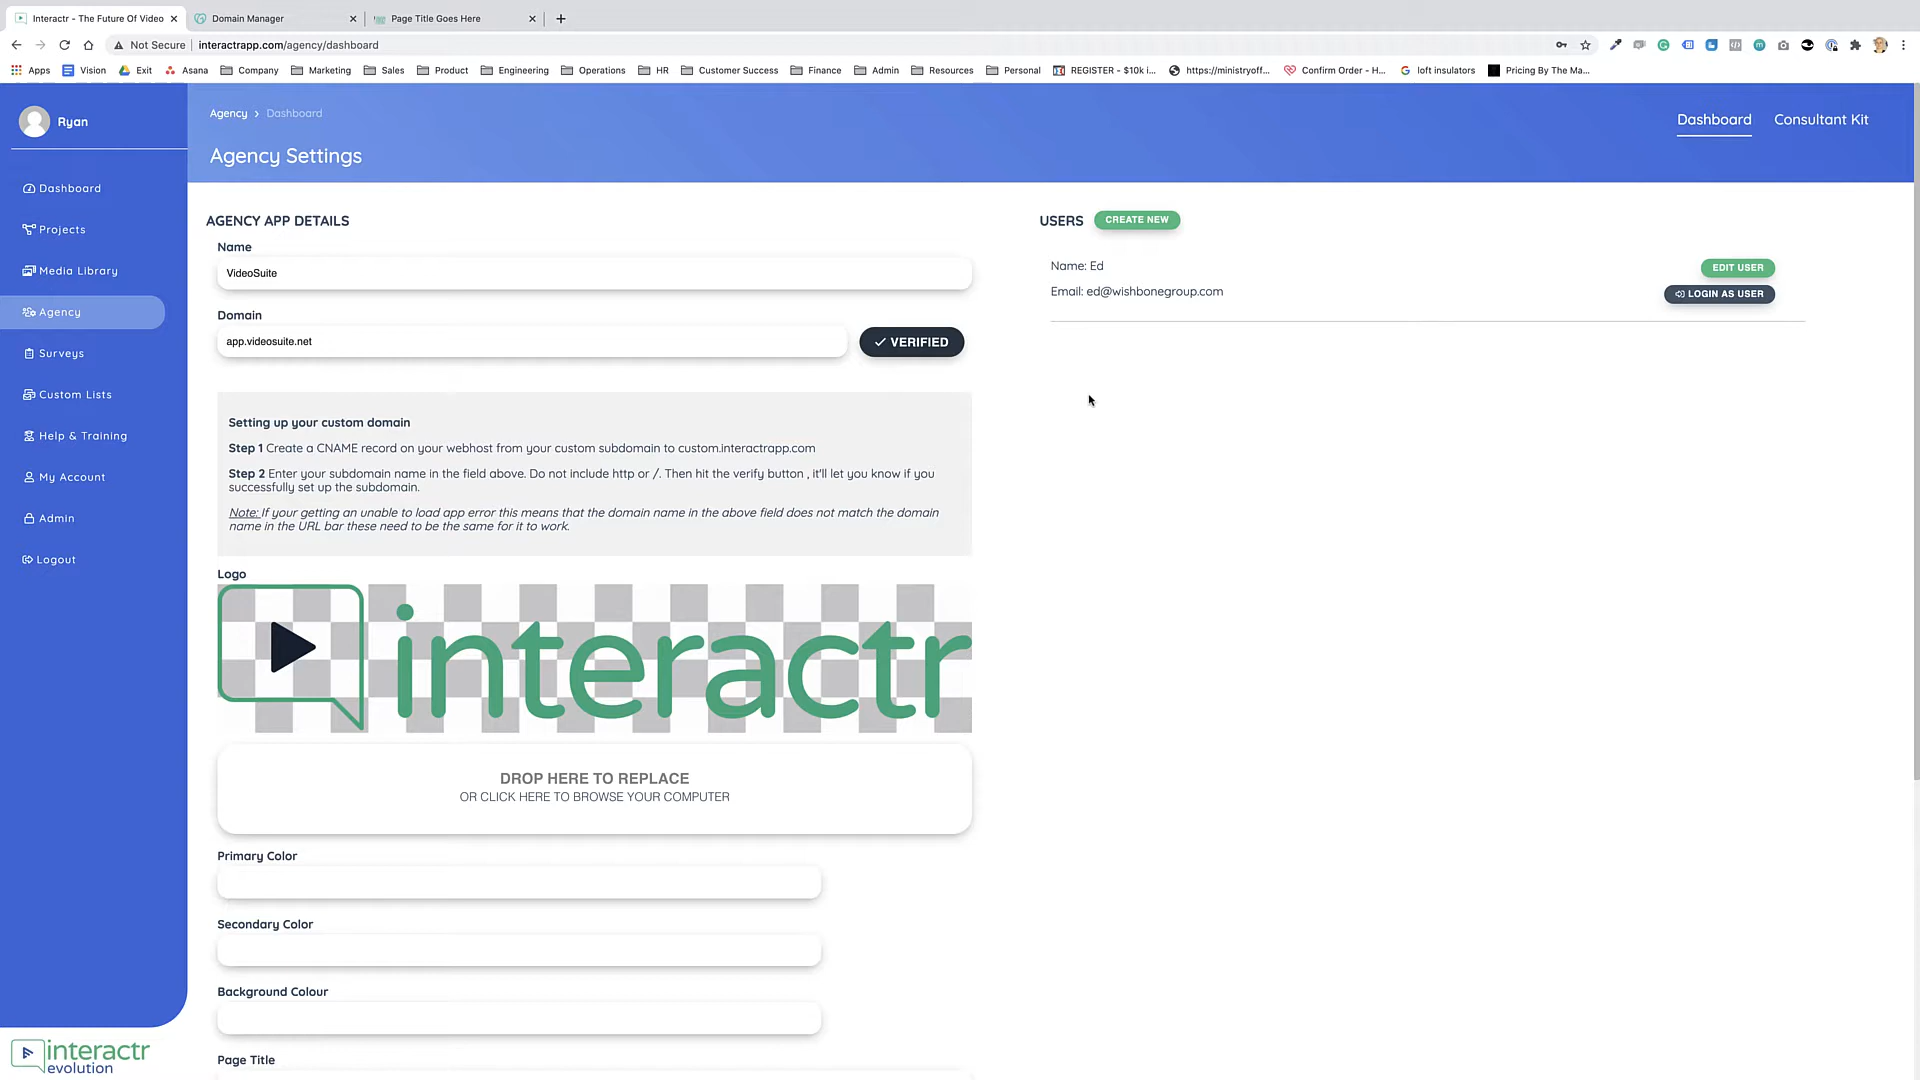 Interactr - The Future Of Video
Domain Manager
Page Title Goes Here
Not Secure
interactrapp.com/agency/dashboard
Apps
Vision
Exit
Asana
Company
Marketing
Sales
Product
Engineering
Operations
HR
Customer Success
Finance
Admin
Resources
Personal
REGISTER - $10k i...
https://ministryoff...
Confirm Order - H...
loft insulators
Pricing By The Ma...
Ryan
Agency
Dashboard
Dashboard
Consultant Kit
Agency Settings
Dashboard
Projects
Media Library
Agency
Surveys
Custom Lists
Help & Training
My Account
Admin
Logout
interactr
evolution
AGENCY APP DETAILS
Name
VideoSuite
Domain
app.videosuite.net
VERIFIED
Setting up your custom domain
Step 1 Create a CNAME record on your webhost from your custom subdomain to custom.interactrapp.com
Step 2 Enter your subdomain name in the field above. Do not include http or /. Then hit the verify button , it'll let you know if you
successfully set up the subdomain.
Note: If your getting an unable to load app error this means that the domain name in the above field does not match the domain
name in the URL bar these need to be the same for it to work.
Logo
interactr
DROP HERE TO REPLACE
OR CLICK HERE TO BROWSE YOUR COMPUTER
Primary Color
Secondary Color
Background Colour
Page Title
USERS
CREATE NEW
Name: Ed
Email: ed@wishbonegroup.com
EDIT USER
LOGIN AS USER